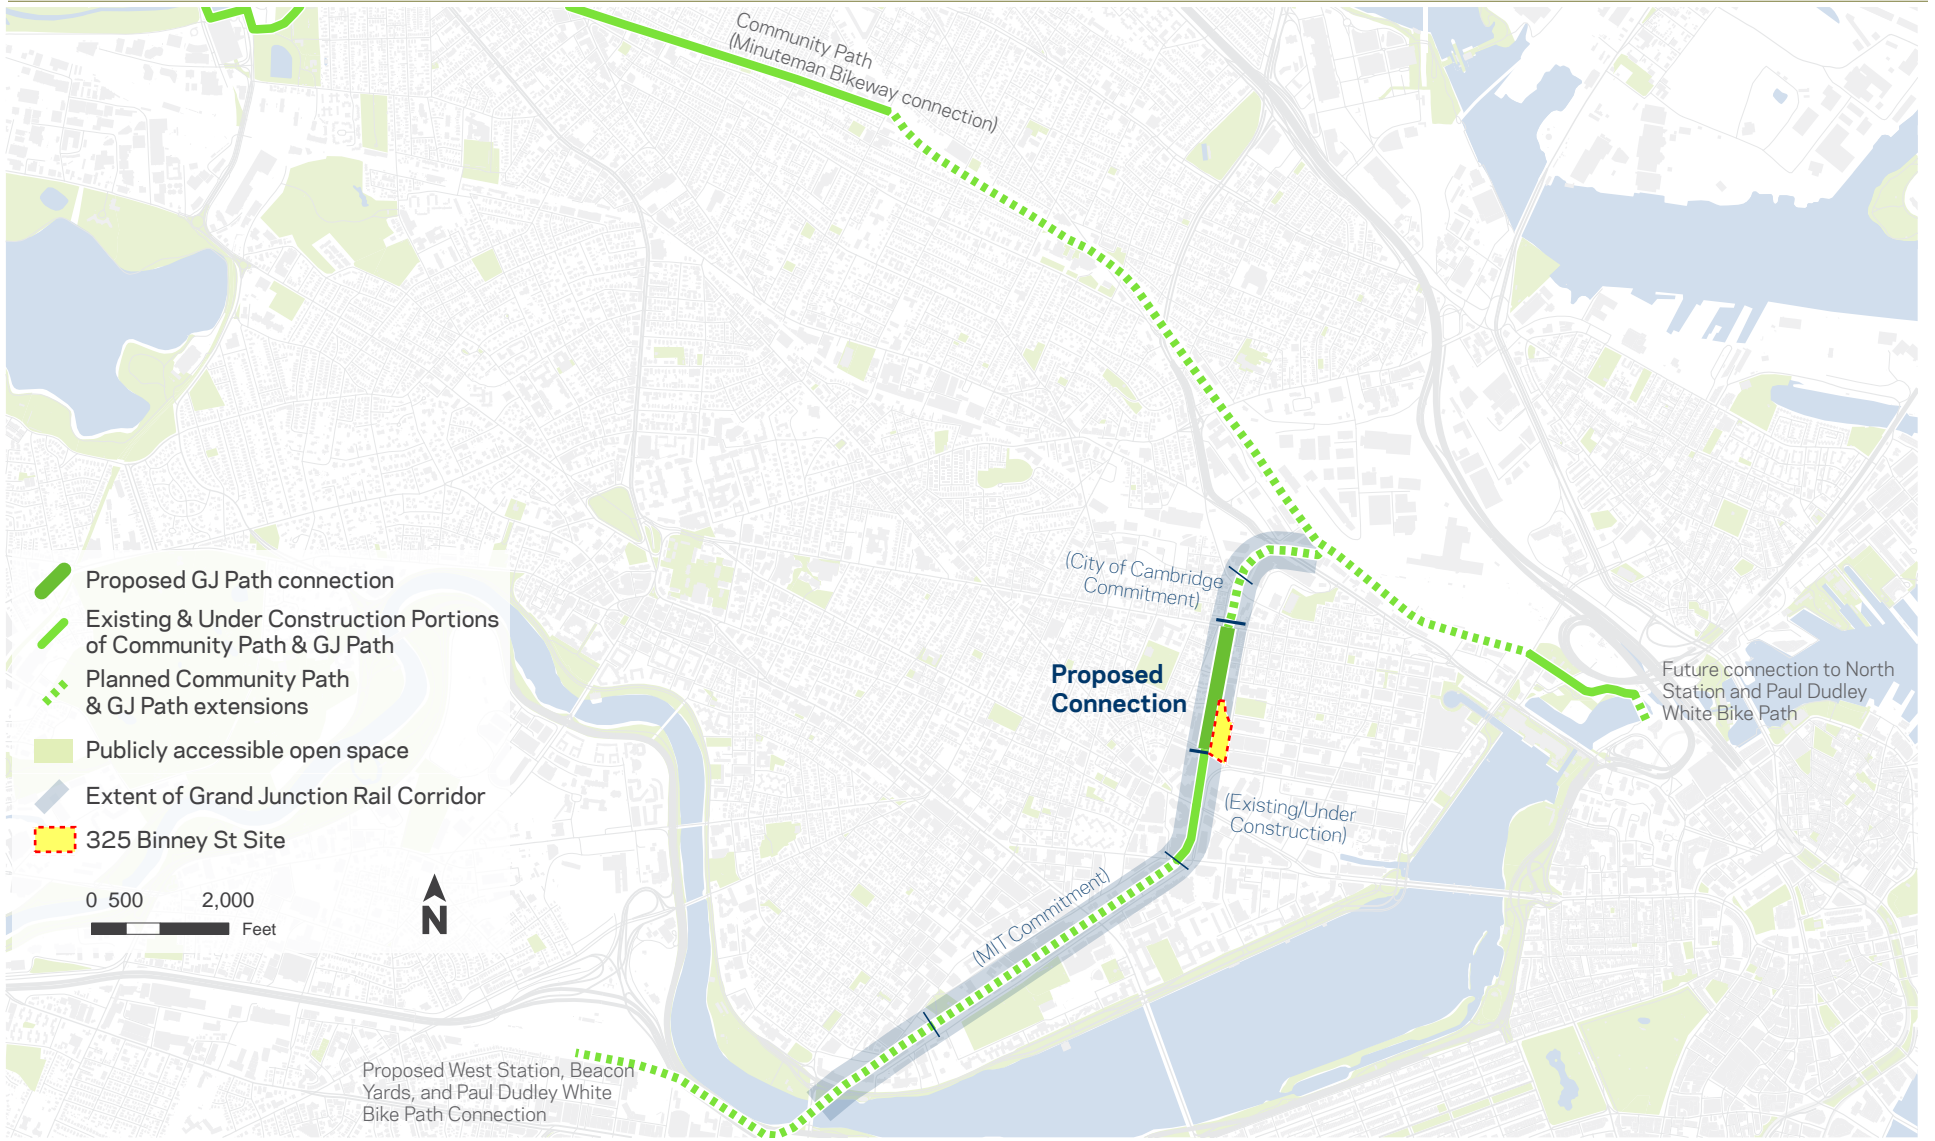 Community Path
(Minuteman Bikeway connection)
(City of Cambridge
Commitment)
Proposed GJ Path connection
Existing & Under Construction Portions
of Community Path & GJ Path
Planned Community Path
& GJ Path extensions
Publicly accessible open space
Extent of Grand Junction Rail Corridor
325 Binney St Site
0 500 2,000
Feet
N
Proposed
Connection
Future connection to North
Station and Paul Dudley
White Bike Path
(Existing/Under
Construction)
(MIT Commitment)
Proposed West Station, Beacon
Yards, and Paul Dudley White
Bike Path Connection